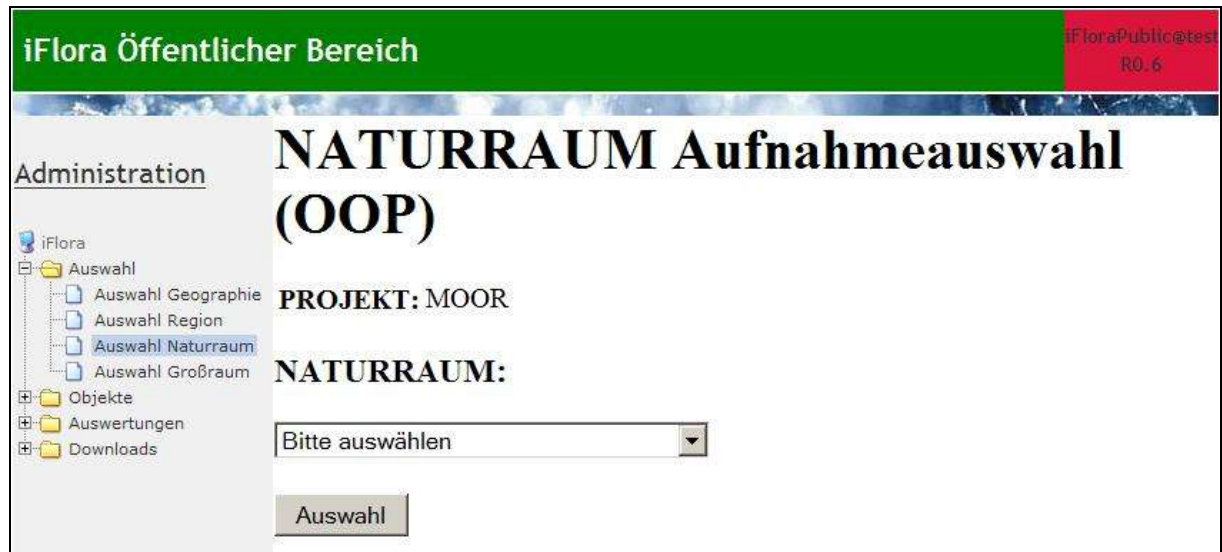 iFlora Öffentlicher Bereich
iFloraPublic@test
R0.6
Administration
iFlora
Auswahl
Auswahl Geographie
Auswahl Region
Auswahl Naturraum
Auswahl Großraum
Objekte
Auswertungen
Downloads
NATURRAUM Aufnahmeauswahl
(OOP)
PROJEKT: MOOR
NATURRAUM:
Bitte auswählen
Auswahl